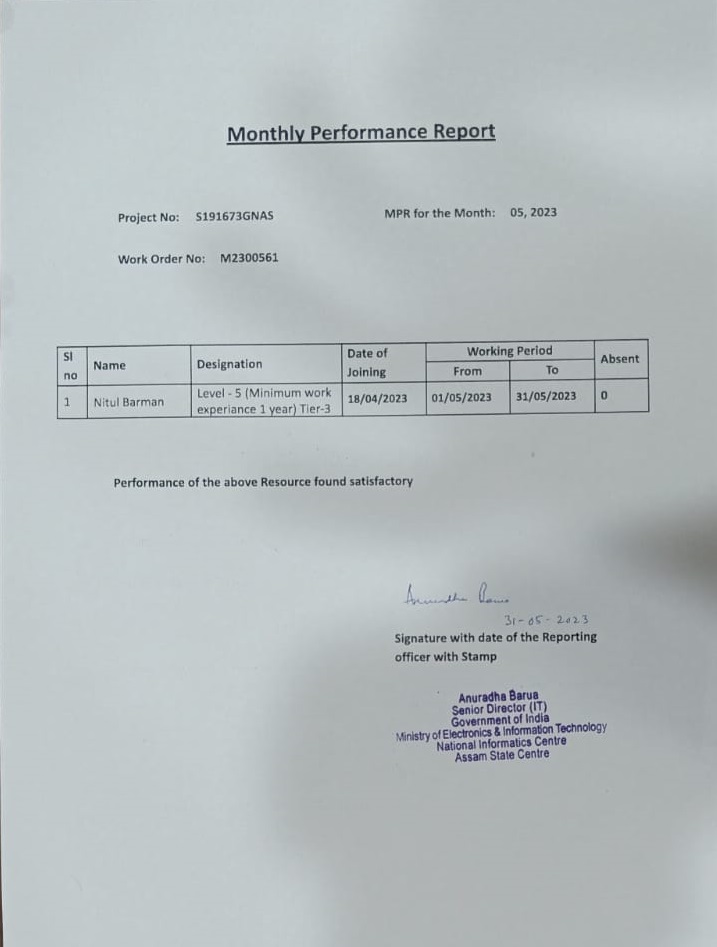 Monthly Performance Report
Project No: S191673GNAS
MPR for the Month: 05, 2023
Work Order No: M2300561
Sl no Name Designation Date of Joining Working Period From To Absent
1 Nitul Barman Level - 5 (Minimum work experiance 1 year) Tier-3 18/04/2023 01/05/2023 31/05/2023 0
Performance of the above Resource found satisfactory
Anuradha Barua
31-05-2023
Signature with date of the Reporting
officer with Stamp
Anuradha Barua
Senior Director (IT)
Government of India
Ministry of Electronics & Information Technology
National Informatics Centre
Assam State Centre